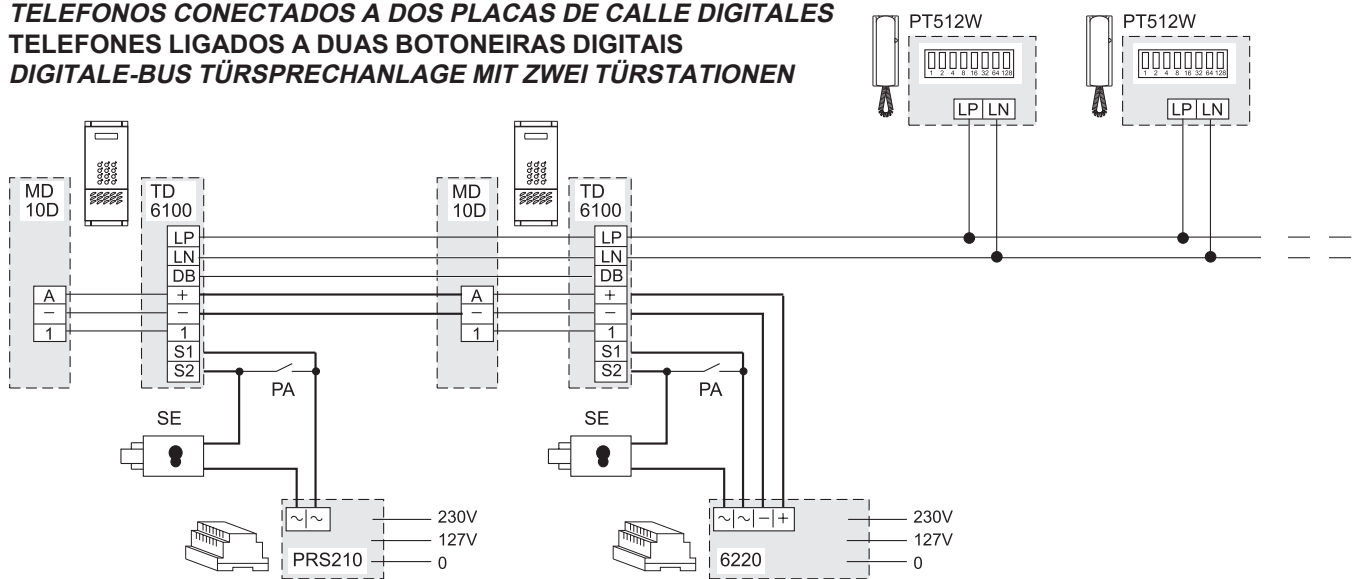 TELEFONOS CONECTADOS A DOS PLACAS DE CALLE DIGITALES
TELEFONES LIGADOS A DUAS BOTONEIRAS DIGITAIS
DIGITALE-BUS TÜRSPRECHANLAGE MIT ZWEI TÜRSTATIONEN
PT512W
1 2 4 8 16 32 64 128
LP LN
PT512W
1 2 4 8 16 32 64 128
LP LN
MD
10D
A
–
1
TD
6100
LP
LN
DB
+
–
1
S1
S2
PA
SE
MD
10D
A
–
1
TD
6100
LP
LN
DB
+
–
1
S1
S2
PA
SE
~ ~
PRS210
230V
127V
0
~ ~ – +
6220
230V
127V
0